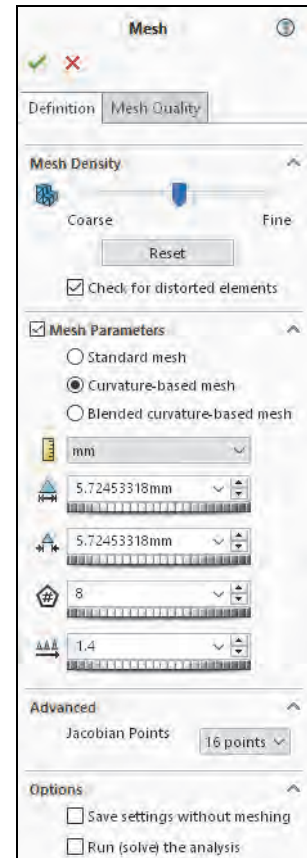 Mesh
Definition Mesh Quality
Mesh Density
Coarse Fine
Reset
Check for distorted elements
Mesh Parameters
Standard mesh
Curvature-based mesh
Blended curvature-based mesh
mm
5.72453318mm
5.72453318mm
#
8
1.4
Advanced
Jacobian Points 16 points
Options
Save settings without meshing
Run (solve) the analysis